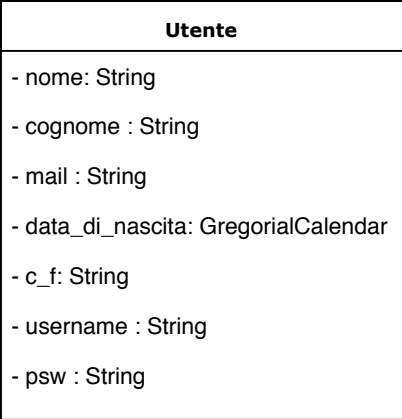 Utente
- nome: String
- cognome : String
- mail : String
- data_di_nascita: GregorialCalendar
- c_f: String
- username : String
- psw : String